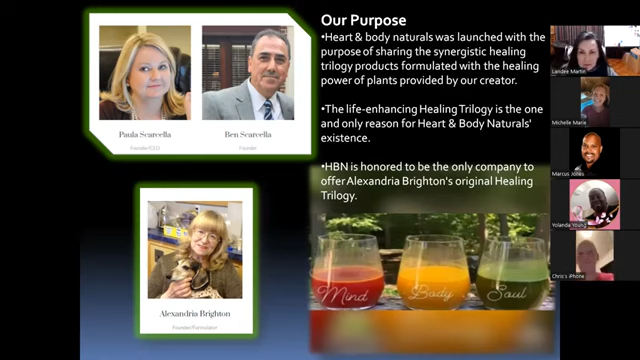 Our Purpose
•Heart & body naturals was launched with the
purpose of sharing the synergistic healing
trilogy products formulated with the healing
power of plants provided by our creator.
•The life-enhancing Healing Trilogy is the one
and only reason for Heart & Body Naturals'
existence.
•HBN is honored to be the only company to
offer Alexandria Brighton's original Healing
Trilogy.
Paula Scarcella
Founder/CEO
Ben Scarcella
Founder
Alexandria Brighton
Founder/Formulator
Mind
Body
Soul
Landee Martin
Michelle Marie
Marcus Jones
Yolanda Young
Chris's iPhone